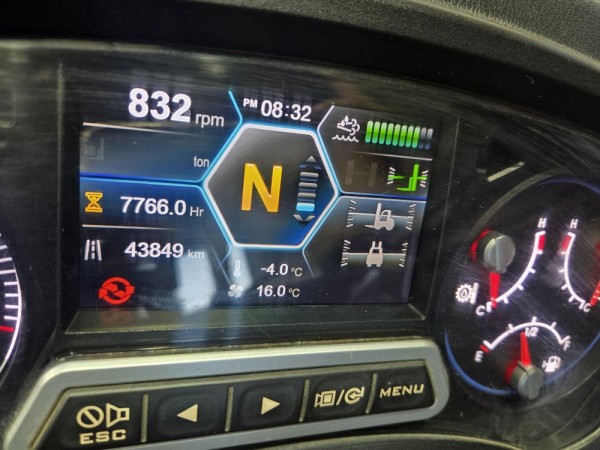 832 rpm
PM 08:32
ton
N
7766.0 Hr
43849 km
-4.0 °C
16.0 °C
H
H
C
C
E
1/2
F
ESC
MENU